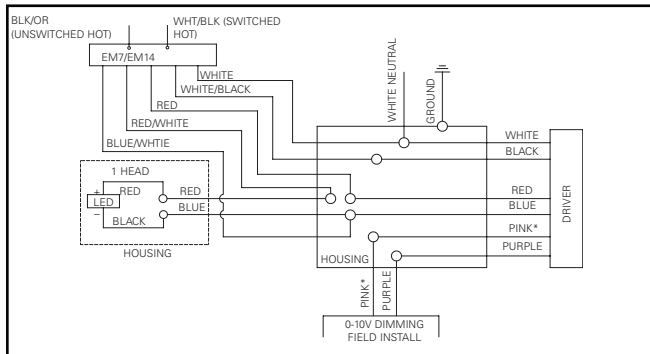 BLK/OR
(UNSWITCHED HOT)
WHT/BLK (SWITCHED
HOT)
EM7/EM14
WHITE
WHITE/BLACK
RED
RED/WHITE
BLUE/WHTIE
WHITE NEUTRAL
GROUND
WHITE
BLACK
1 HEAD
+
RED
RED
LED
BLUE
–
BLACK
HOUSING
RED
BLUE
PINK*
PURPLE
DRIVER
HOUSING
PINK*
PURPLE
0-10V DIMMING
FIELD INSTALL